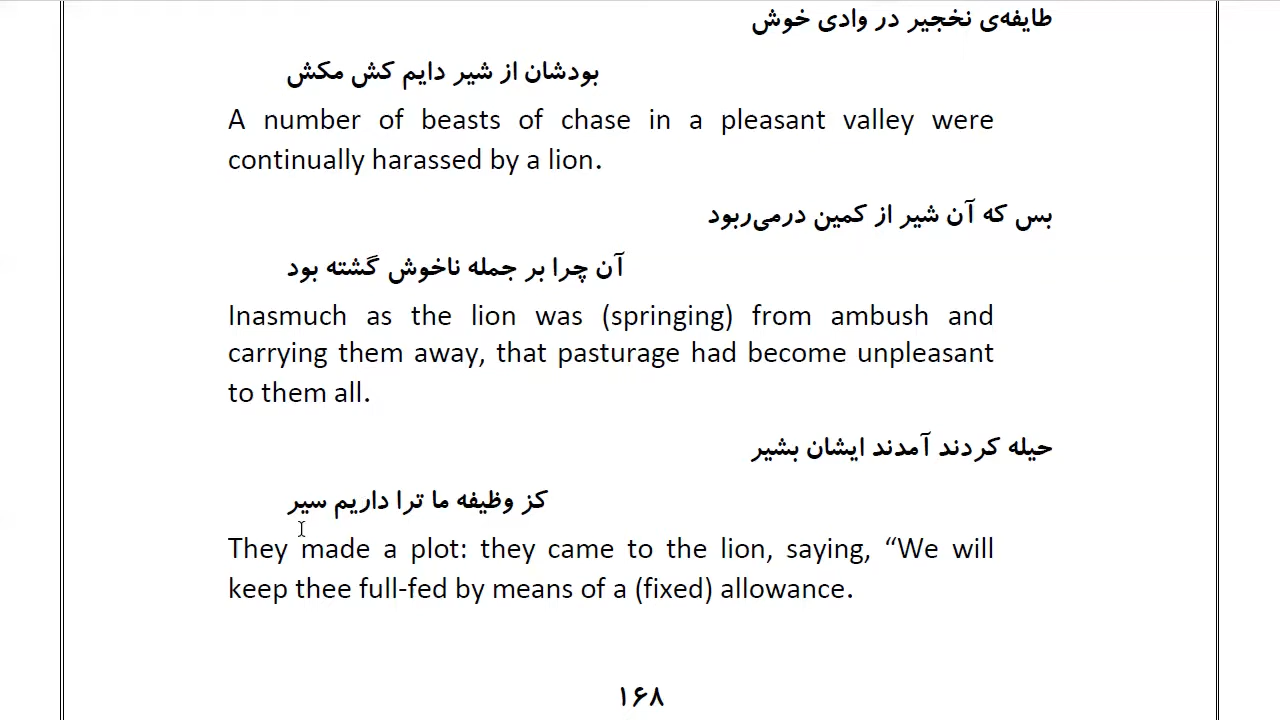 طایفه‌ی نخجیر در وادی خوش
بودشان از شیر دایم کش مکش
A number of beasts of chase in a pleasant valley were
continually harassed by a lion.
بس که آن شیر از کمین درمی‌ربود
آن چرا بر جمله ناخوش گشته بود
Inasmuch as the lion was (springing) from ambush and
carrying them away, that pasturage had become unpleasant
to them all.
حیله کردند آمدند ایشان بشیر
کز وظیفه ما ترا داریم سیر
They made a plot: they came to the lion, saying, “We will
keep thee full-fed by means of a (fixed) allowance.
۱۶۸